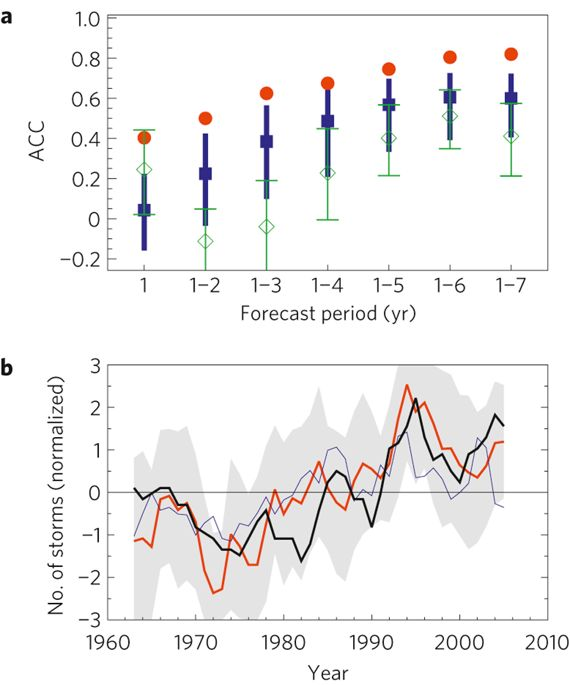 a
1.0
0.8
0.6
0.4
0.2
0
−0.2
ACC
1 1–2 1–3 1–4 1–5 1–6 1–7
Forecast period (yr)
b
3
2
1
0
−1
−2
−3
No. of storms (normalized)
1960 1970 1980 1990 2000 2010
Year